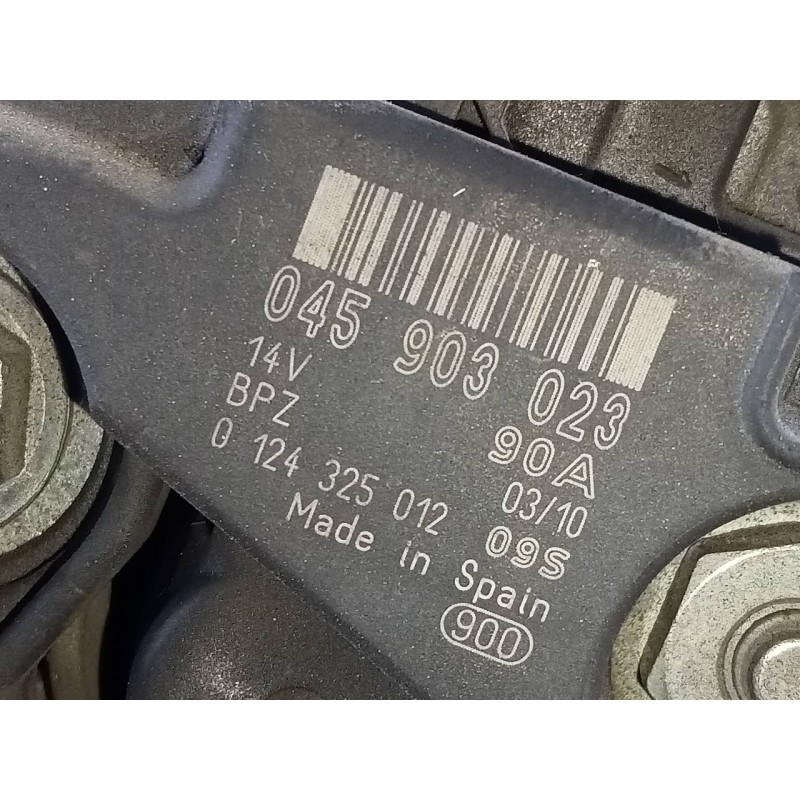 045 903 023
14V 90A
BPZ 03/10
0 124 325 012 09S
Made in Spain
900